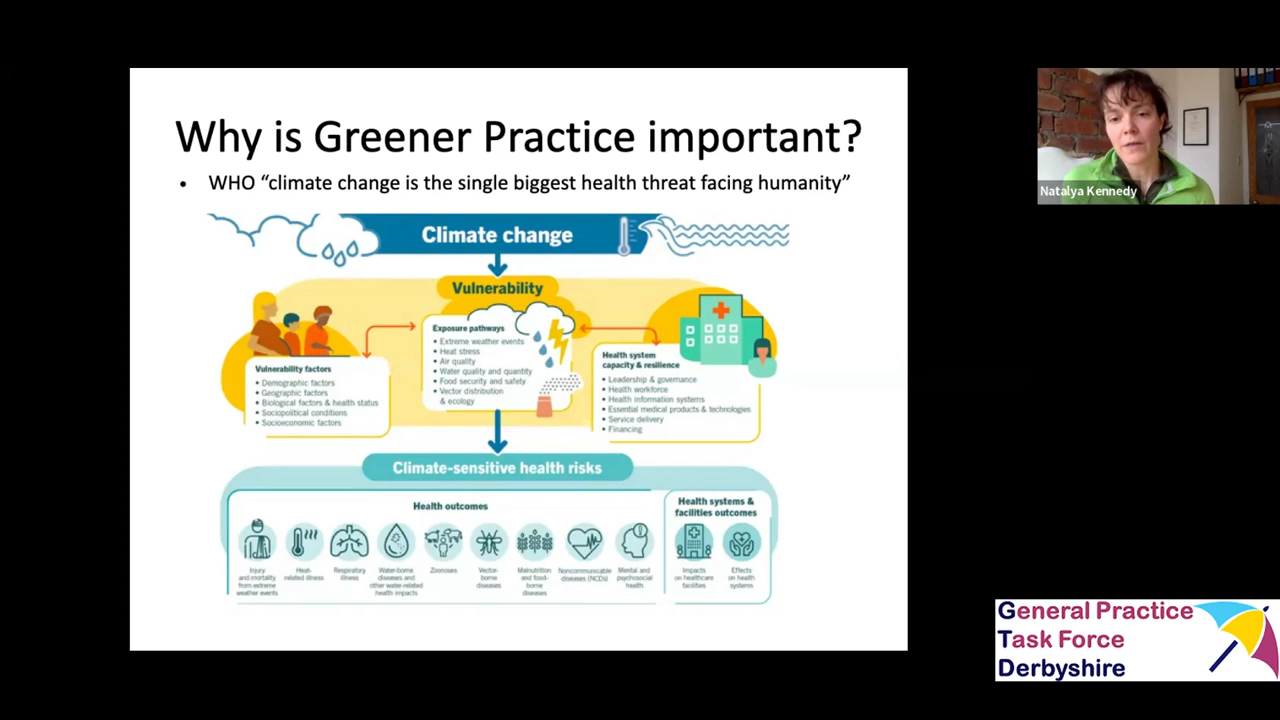 Why is Greener Practice important?
• WHO “climate change is the single biggest health threat facing humanity”
Climate change
Vulnerability
Vulnerability factors
• Demographic factors
• Geographic factors
• Biological factors & health status
• Sociopolitical conditions
• Socioeconomic factors
Exposure pathways
• Extreme weather events
• Heat stress
• Air quality
• Water quality and quantity
• Food security and safety
• Vector distribution
& ecology
Health system
capacity & resilience
• Leadership & governance
• Health workforce
• Health information systems
• Essential medical products & technologies
• Service delivery
• Financing
Climate-sensitive health risks
Health outcomes
Injury
and mortality
from extreme
weather events
Heat-
related illness
Respiratory
illness
Water-borne
diseases and
other water-related
health impacts
Zoonoses
Vector-
borne
diseases
Malnutrition
and food-
borne
diseases
Noncommunicable
diseases (NCDs)
Mental and
psychosocial
health
Health systems &
facilities outcomes
Impacts
on healthcare
facilities
Effects
on health
systems
Natalya Kennedy
General Practice
Task Force
Derbyshire